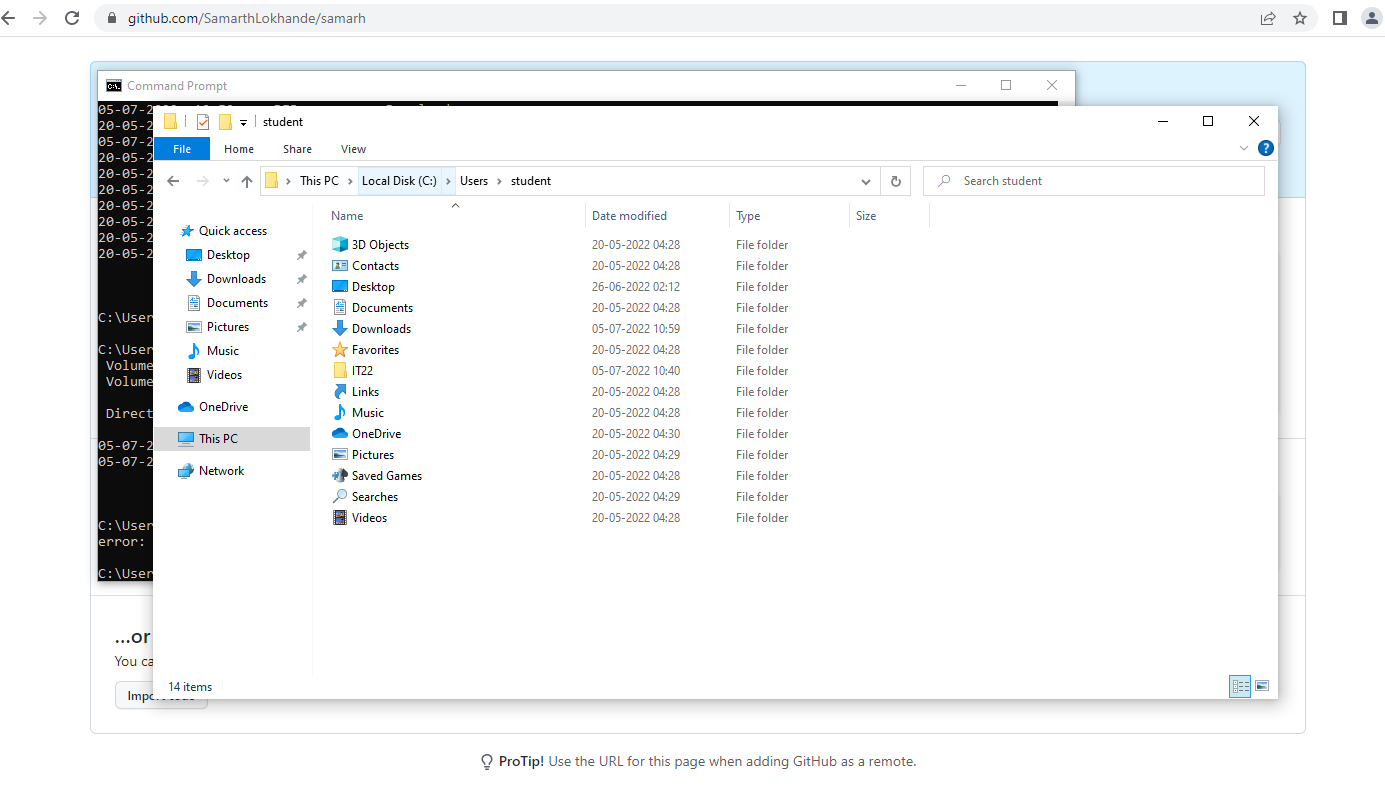 github.com/SamarthLokhande/samarh
Command Prompt
05-07-2
20-05-2
05-07-2
20-05-2
20-05-2
20-05-2
20-05-2
20-05-2
20-05-2
20-05-2
C:\User
C:\User
Volume
Volume
Direct
05-07-2
05-07-2
C:\User
error:
C:\User
student
File Home Share View
This PC Local Disk (C:) Users student
Search student
Quick access
Desktop
Downloads
Documents
Pictures
Music
Videos
OneDrive
This PC
Network
Name Date modified Type Size
3D Objects 20-05-2022 04:28 File folder
Contacts 20-05-2022 04:28 File folder
Desktop 26-06-2022 02:12 File folder
Documents 20-05-2022 04:28 File folder
Downloads 05-07-2022 10:59 File folder
Favorites 20-05-2022 04:28 File folder
IT22 05-07-2022 10:40 File folder
Links 20-05-2022 04:28 File folder
Music 20-05-2022 04:28 File folder
OneDrive 20-05-2022 04:30 File folder
Pictures 20-05-2022 04:29 File folder
Saved Games 20-05-2022 04:28 File folder
Searches 20-05-2022 04:29 File folder
Videos 20-05-2022 04:28 File folder
14 items
...or
You ca
Import code
ProTip! Use the URL for this page when adding GitHub as a remote.